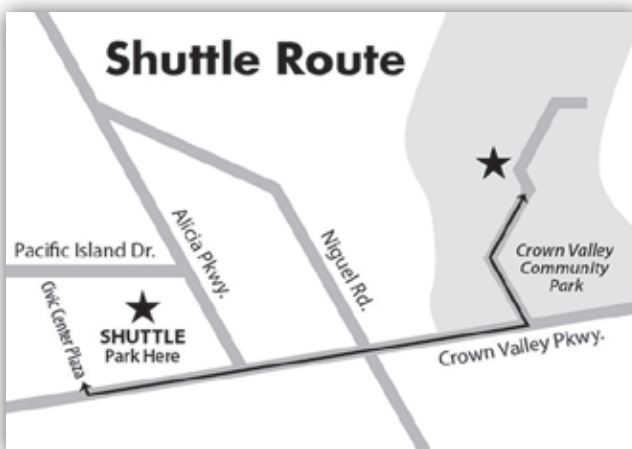 Shuttle Route
Pacific Island Dr.
Alicia Pkwy.
Niguel Rd.
Civic Center Plaza
SHUTTLE
Park Here
Crown Valley
Community
Park
Crown Valley Pkwy.